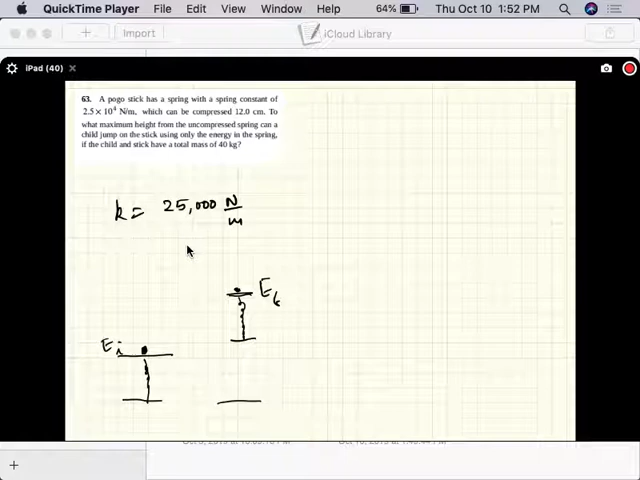 QuickTime Player File Edit View Window Help 64% Thu Oct 10 1:52 PM
Import iCloud Library
iPad (40)
63. A pogo stick has a spring with a spring constant of
2.5 × 10⁴ N/m, which can be compressed 12.0 cm. To
what maximum height from the uncompressed spring can a
child jump on the stick using only the energy in the spring,
if the child and stick have a total mass of 40 kg?
k = 25,000 N/m
Ei